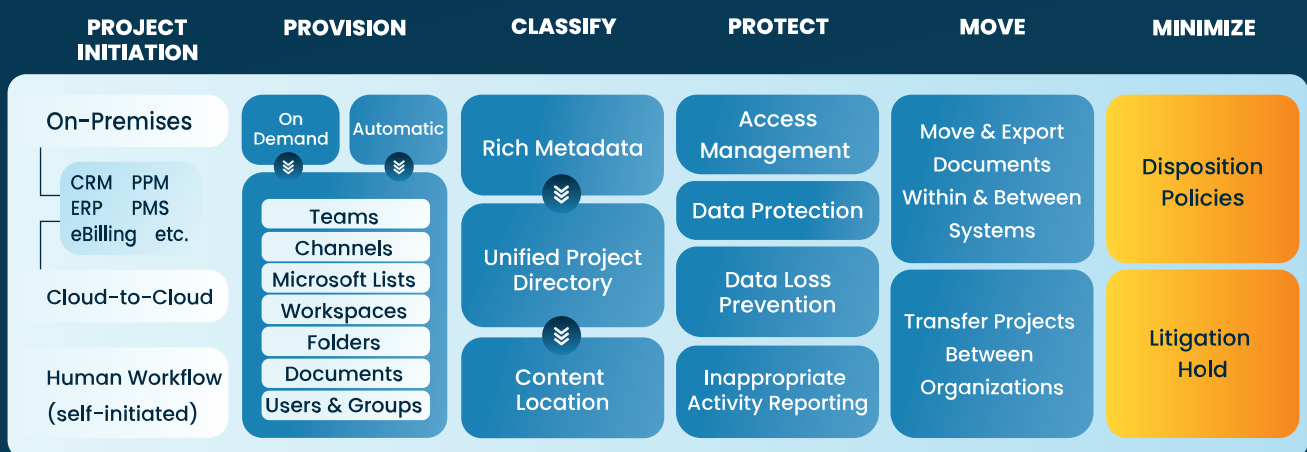 PROJECT
INITIATION
PROVISION
CLASSIFY
PROTECT
MOVE
MINIMIZE
On-Premises
CRM PPM
ERP PMS
eBilling etc.
Cloud-to-Cloud
Human Workflow
(self-initiated)
On
Demand
Automatic
Teams
Channels
Microsoft Lists
Workspaces
Folders
Documents
Users & Groups
Rich Metadata
Unified Project
Directory
Content
Location
Access
Management
Data Protection
Data Loss
Prevention
Inappropriate
Activity Reporting
Move & Export
Documents
Within & Between
Systems
Transfer Projects
Between
Organizations
Disposition
Policies
Litigation
Hold